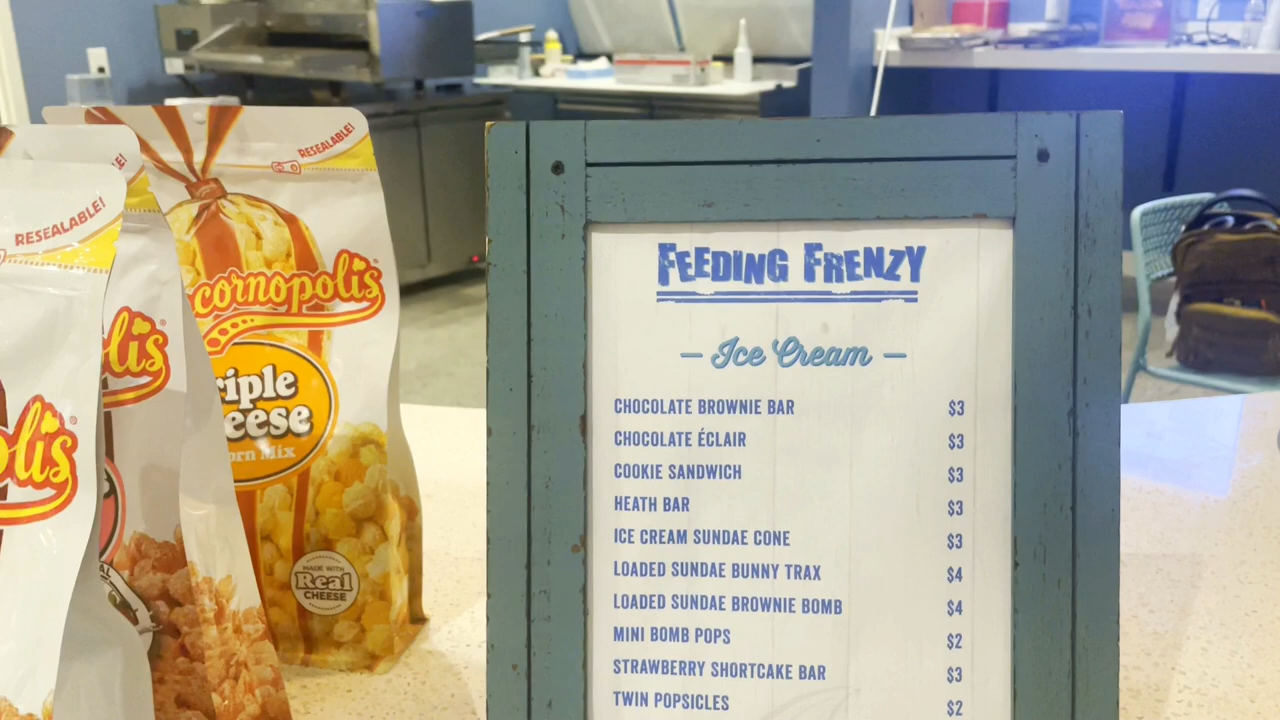 RESEALABLE!
RESEALABLE!
cornopolis
riple
eese
orn Mix
MADE WITH
Real
CHEESE
lis
olis
FEEDING FRENZY
Ice Cream
CHOCOLATE BROWNIE BAR $3
CHOCOLATE ÉCLAIR $3
COOKIE SANDWICH $3
HEATH BAR $3
ICE CREAM SUNDAE CONE $3
LOADED SUNDAE BUNNY TRAX $4
LOADED SUNDAE BROWNIE BOMB $4
MINI BOMB POPS $2
STRAWBERRY SHORTCAKE BAR $3
TWIN POPSICLES $2